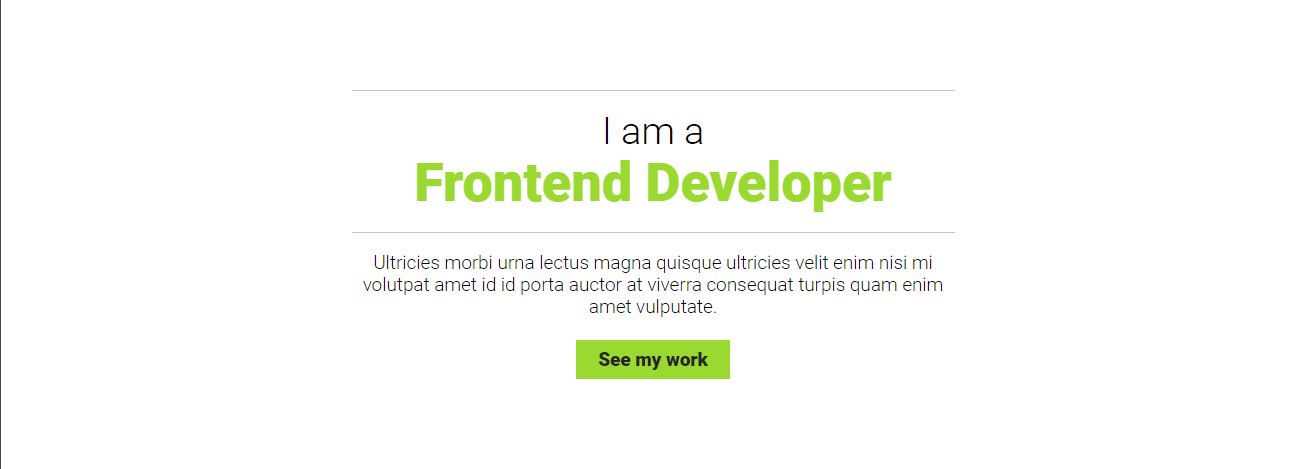 I am a
Frontend Developer
Ultricies morbi urna lectus magna quisque ultricies velit enim nisi mi
volutpat amet id id porta auctor at viverra consequat turpis quam enim
amet vulputate.
See my work